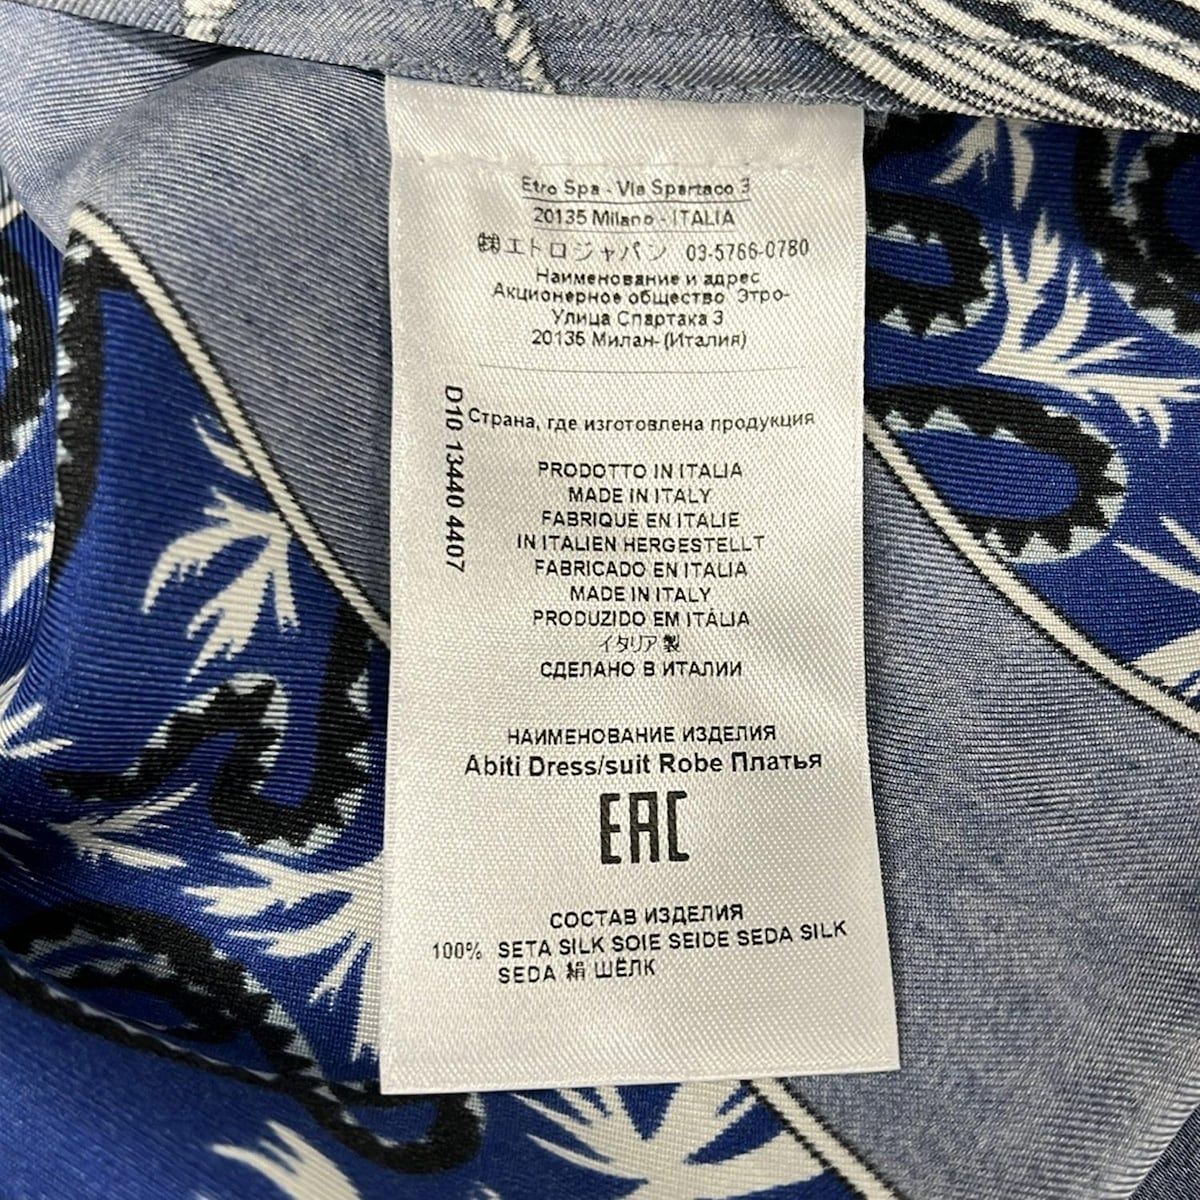 Etro Spa - Via Spartaco 3
20135 Milano - ITALIA
㈱エトロジャパン 03-5766-0780
Наименование и адрес
Акционерное общество Этро-
Улица Спартака 3
20135 Милан- (Италия)
D10 13440 4407
Страна, где изготовлена продукция
PRODOTTO IN ITALIA
MADE IN ITALY
FABRIQUÉ EN ITALIE
IN ITALIEN HERGESTELLT
FABRICADO EN ITALIA
MADE IN ITALY
PRODUZIDO EM ITÁLIA
イタリア製
СДЕЛАНО В ИТАЛИИ
НАИМЕНОВАНИЕ ИЗДЕЛИЯ
Abiti Dress/suit Robe Платья
EAC
СОСТАВ ИЗДЕЛИЯ
100% SETA SILK SOIE SEIDE SEDA SILK
SEDA 絹 ШЁЛК